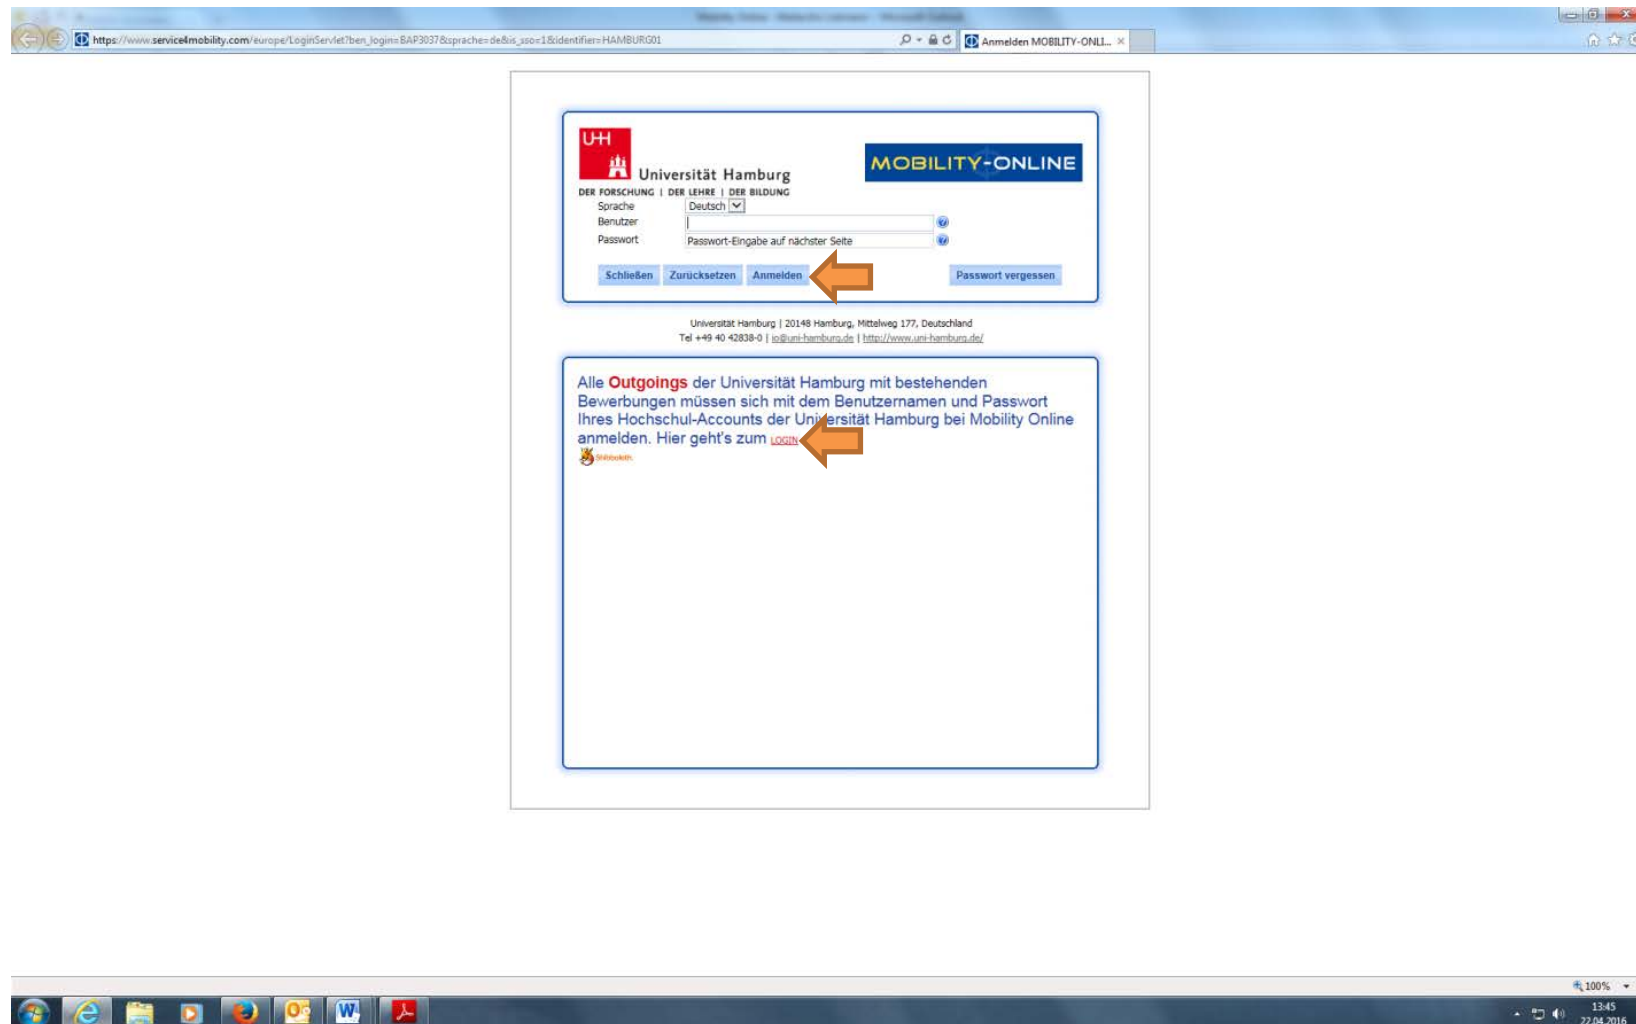 https://www.service4mobility.com/europe/LoginServlet?ben_login=BAP3037&sprache=de&is_sso=1&identifier=HAMBURG01
Anmelden MOBILITY-ONLI...
UHH
Universität Hamburg
DER FORSCHUNG | DER LEHRE | DER BILDUNG
MOBILITY-ONLINE
Sprache Deutsch
Benutzer
Passwort Passwort-Eingabe auf nächster Seite
Schließen Zurücksetzen Anmelden Passwort vergessen
Universität Hamburg | 20148 Hamburg, Mittelweg 177, Deutschland
Tel +49 40 42838-0 | io@uni-hamburg.de | http://www.uni-hamburg.de/
Alle Outgoings der Universität Hamburg mit bestehenden
Bewerbungen müssen sich mit dem Benutzernamen und Passwort
Ihres Hochschul-Accounts der Universität Hamburg bei Mobility Online
anmelden. Hier geht's zum LOGIN
Shibboleth.
100%
13:45
22.04.2016